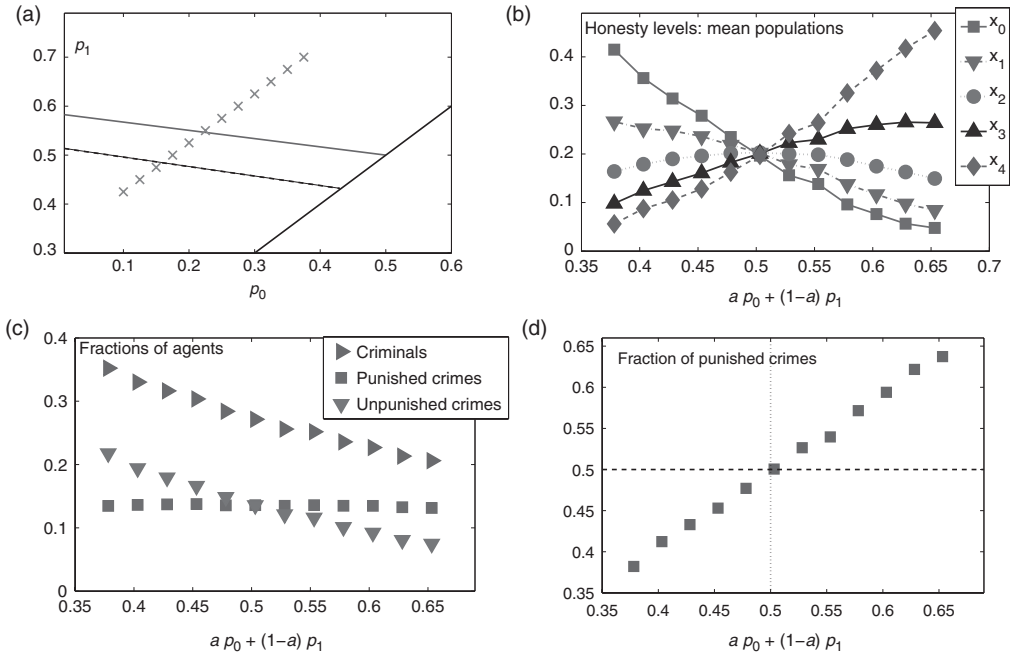 (a)
p1
0.7
0.6
0.5
0.4
0.3
0.1 0.2 0.3 0.4 0.5 0.6
p0
(b)
Honesty levels: mean populations
0.4
0.3
0.2
0.1
0
0.35 0.4 0.45 0.5 0.55 0.6 0.65 0.7
a p0 + (1−a) p1
x0
x1
x2
x3
x4
(c)
Fractions of agents
Criminals
Punished crimes
Unpunished crimes
0.4
0.3
0.2
0.1
0
0.35 0.4 0.45 0.5 0.55 0.6 0.65
a p0 + (1−a) p1
(d)
Fraction of punished crimes
0.65
0.6
0.55
0.5
0.45
0.4
0.35
0.35 0.4 0.45 0.5 0.55 0.6 0.65
a p0 + (1−a) p1